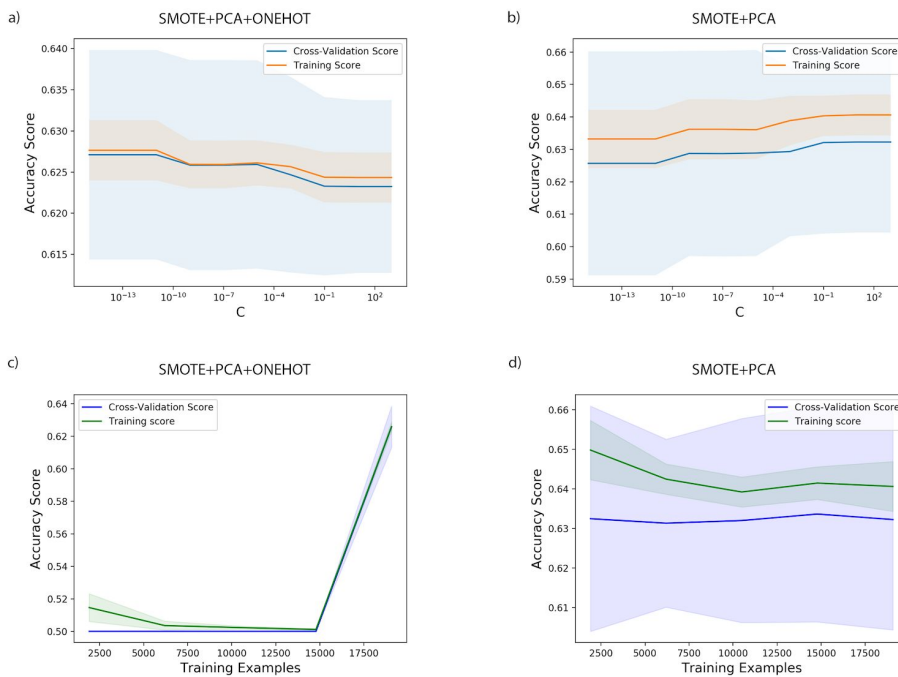 a)
SMOTE+PCA+ONEHOT
0.640
0.635
0.630
0.625
0.620
0.615
Accuracy Score
Cross-Validation Score
Training Score
10⁻¹³ 10⁻¹⁰ 10⁻⁷ 10⁻⁴ 10⁻¹ 10²
C
b)
SMOTE+PCA
0.66
0.65
0.64
0.63
0.62
0.61
0.60
0.59
Accuracy Score
Cross-Validation Score
Training Score
10⁻¹³ 10⁻¹⁰ 10⁻⁷ 10⁻⁴ 10⁻¹ 10²
C
c)
SMOTE+PCA+ONEHOT
0.64
0.62
0.60
0.58
0.56
0.54
0.52
0.50
Accuracy Score
Cross-Validation Score
Training score
2500 5000 7500 10000 12500 15000 17500
Training Examples
d)
SMOTE+PCA
0.66
0.65
0.64
0.63
0.62
0.61
Accuracy Score
Cross-Validation Score
Training score
2500 5000 7500 10000 12500 15000 17500
Training Examples